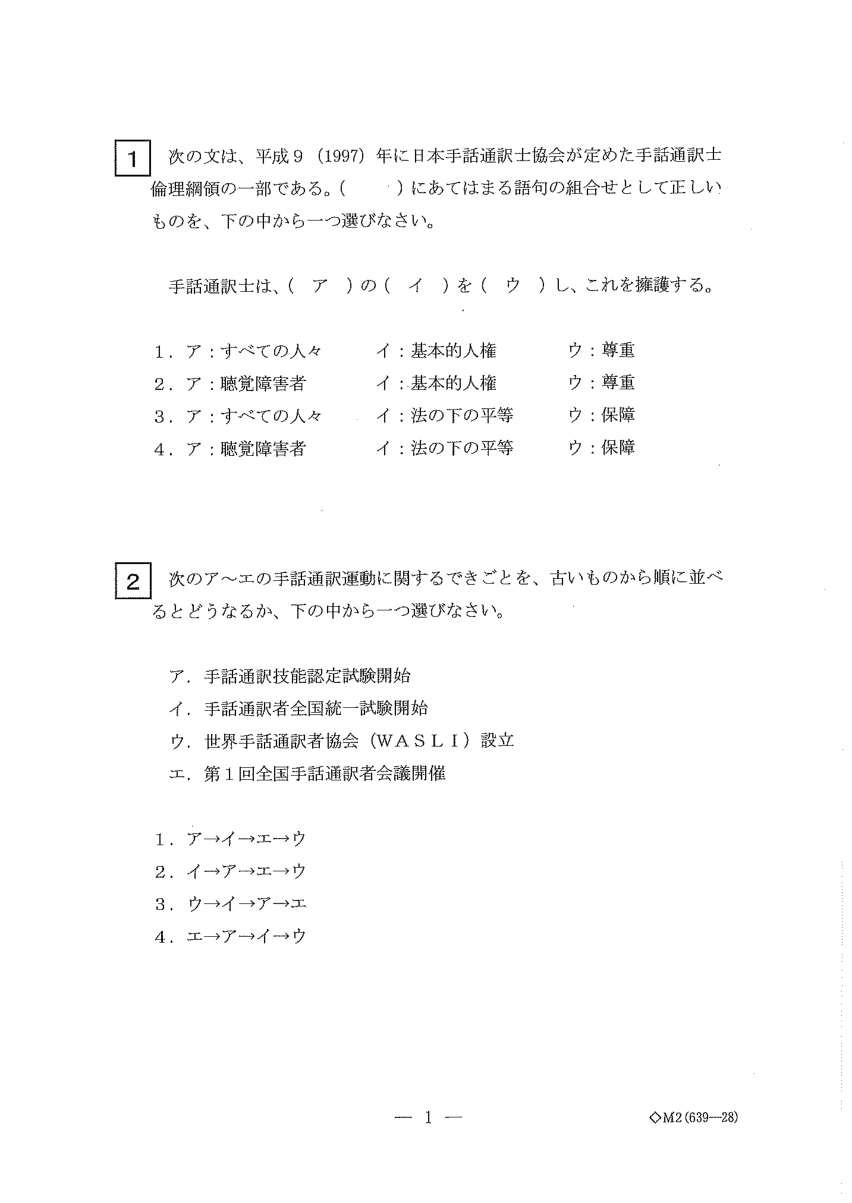 1 次の文は、平成９（1997）年に日本手話通訳士協会が定めた手話通訳士
倫理綱領の一部である。（　　　）にあてはまる語句の組合せとして正しい
ものを、下の中から一つ選びなさい。
手話通訳士は、（　ア　）の（　イ　）を（　ウ　）し、これを擁護する。
１．ア：すべての人々　　イ：基本的人権　　ウ：尊重
２．ア：聴覚障害者　　イ：基本的人権　　ウ：尊重
３．ア：すべての人々　　イ：法の下の平等　　ウ：保障
４．ア：聴覚障害者　　イ：法の下の平等　　ウ：保障
2 次のア～エの手話通訳運動に関するできごとを、古いものから順に並べ
るとどうなるか、下の中から一つ選びなさい。
ア．手話通訳技能認定試験開始
イ．手話通訳者全国統一試験開始
ウ．世界手話通訳者協会（ＷＡＳＬＩ）設立
エ．第１回全国手話通訳者会議開催
１．ア→イ→エ→ウ
２．イ→ア→エ→ウ
３．ウ→イ→ア→エ
４．エ→ア→イ→ウ
― 1 ―　　◇M2(639―28)